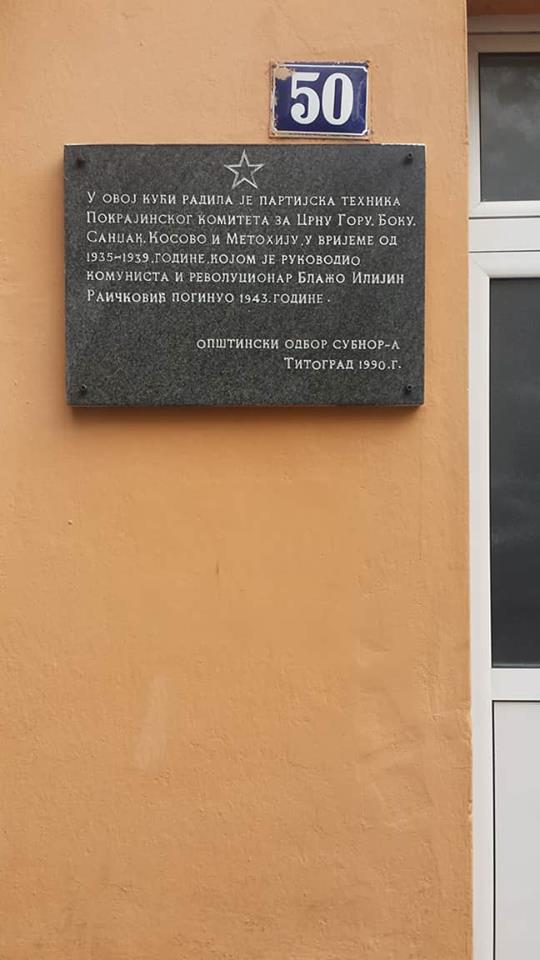 50
У ОВОЈ КУЋИ РАДИЛА ЈЕ ПАРТИЈСКА ТЕХНИКА
ПОКРАЈИНСКОГ КОМИТЕТА ЗА ЦРНУ ГОРУ, БОКУ,
САНЏАК, КОСОВО И МЕТОХИЈУ, У ВРИЈЕМЕ ОД
1935-1939. ГОДИНЕ, КОЈОМ ЈЕ РУКОВОДИО
КОМУНИСТА И РЕВОЛУЦИОНАР БЛАЖО ИЛИЈИН
РАИЧКОВИЋ ПОГИНУО 1943. ГОДИНЕ.
ОПШТИНСКИ ОДБОР СУБНОР-А
ТИТОГРАД 1990.Г.